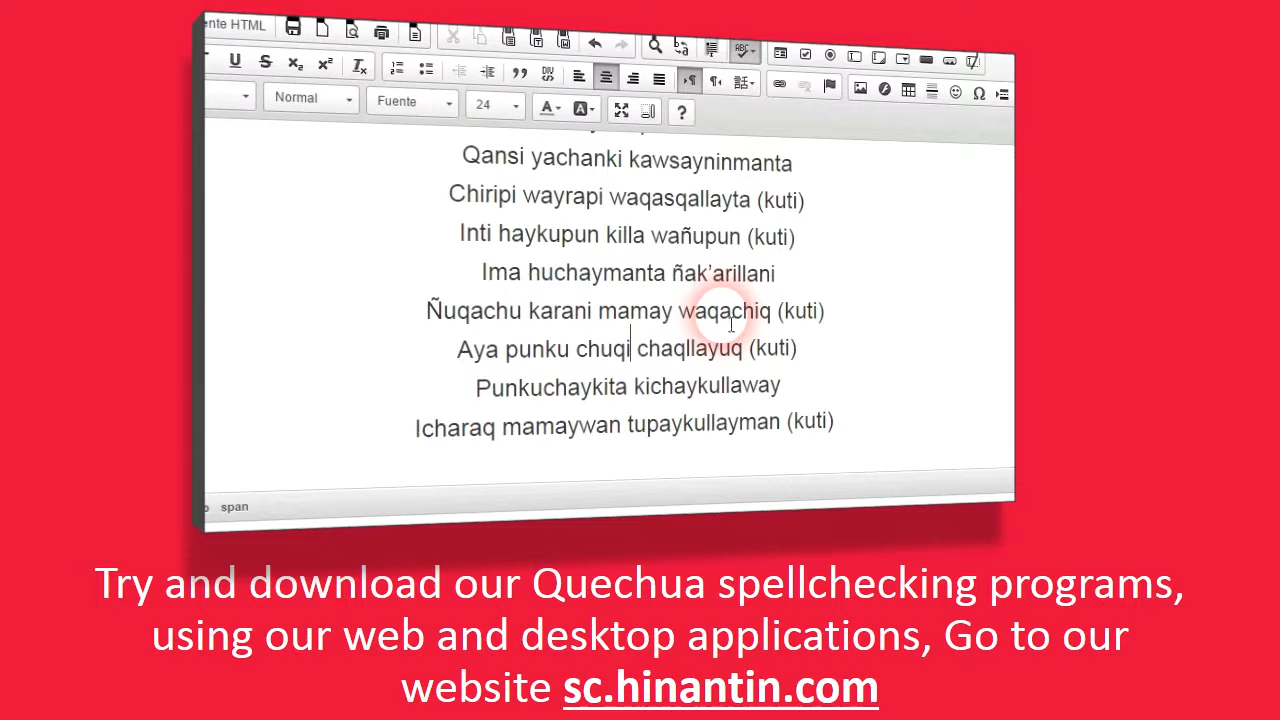 ente HTML
Normal Fuente 24
Qansi yachanki kawsayninmanta
Chiripi wayrapi waqasqallayta (kuti)
Inti haykupun killa wañupun (kuti)
Ima huchaymanta ñak'arillani
Ñuqachu karani mamay waqachiq (kuti)
Aya punku chuqi chaqllayuq (kuti)
Punkuchaykita kichaykullaway
Icharaq mamaywan tupaykullayman (kuti)
span
Try and download our Quechua spellchecking programs,
using our web and desktop applications, Go to our
website sc.hinantin.com